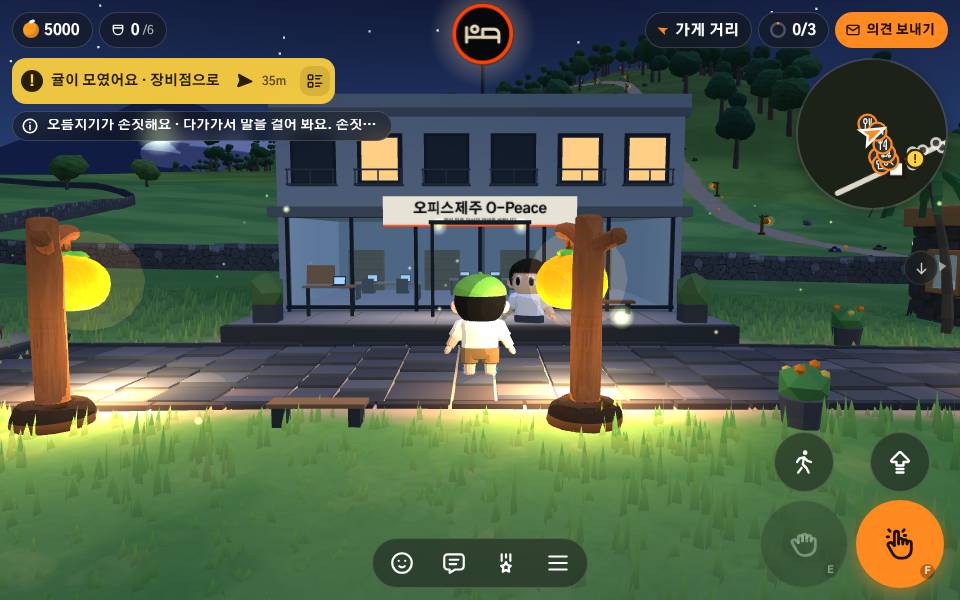 5000
0/6
가게 거리
0/3
의견 보내기
귤이 모였어요 · 장비점으로
35m
오름지기가 손짓해요 · 다가가서 말을 걸어 봐요. 손짓···
오피스제주 O-Peace
E
F